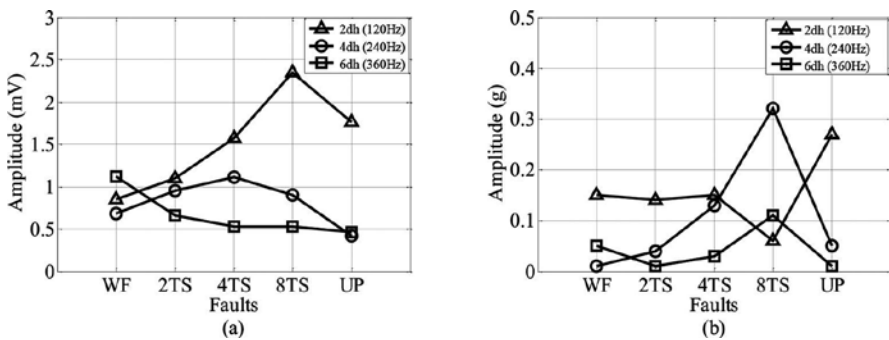 3
2.5
2
1.5
1
0.5
0
Amplitude (mV)
2dh (120Hz)
4dh (240Hz)
6dh (360Hz)
WF 2TS 4TS 8TS UP
Faults
(a)
0.5
0.4
0.3
0.2
0.1
0
Amplitude (g)
2dh (120Hz)
4dh (240Hz)
6dh (360Hz)
WF 2TS 4TS 8TS UP
Faults
(b)